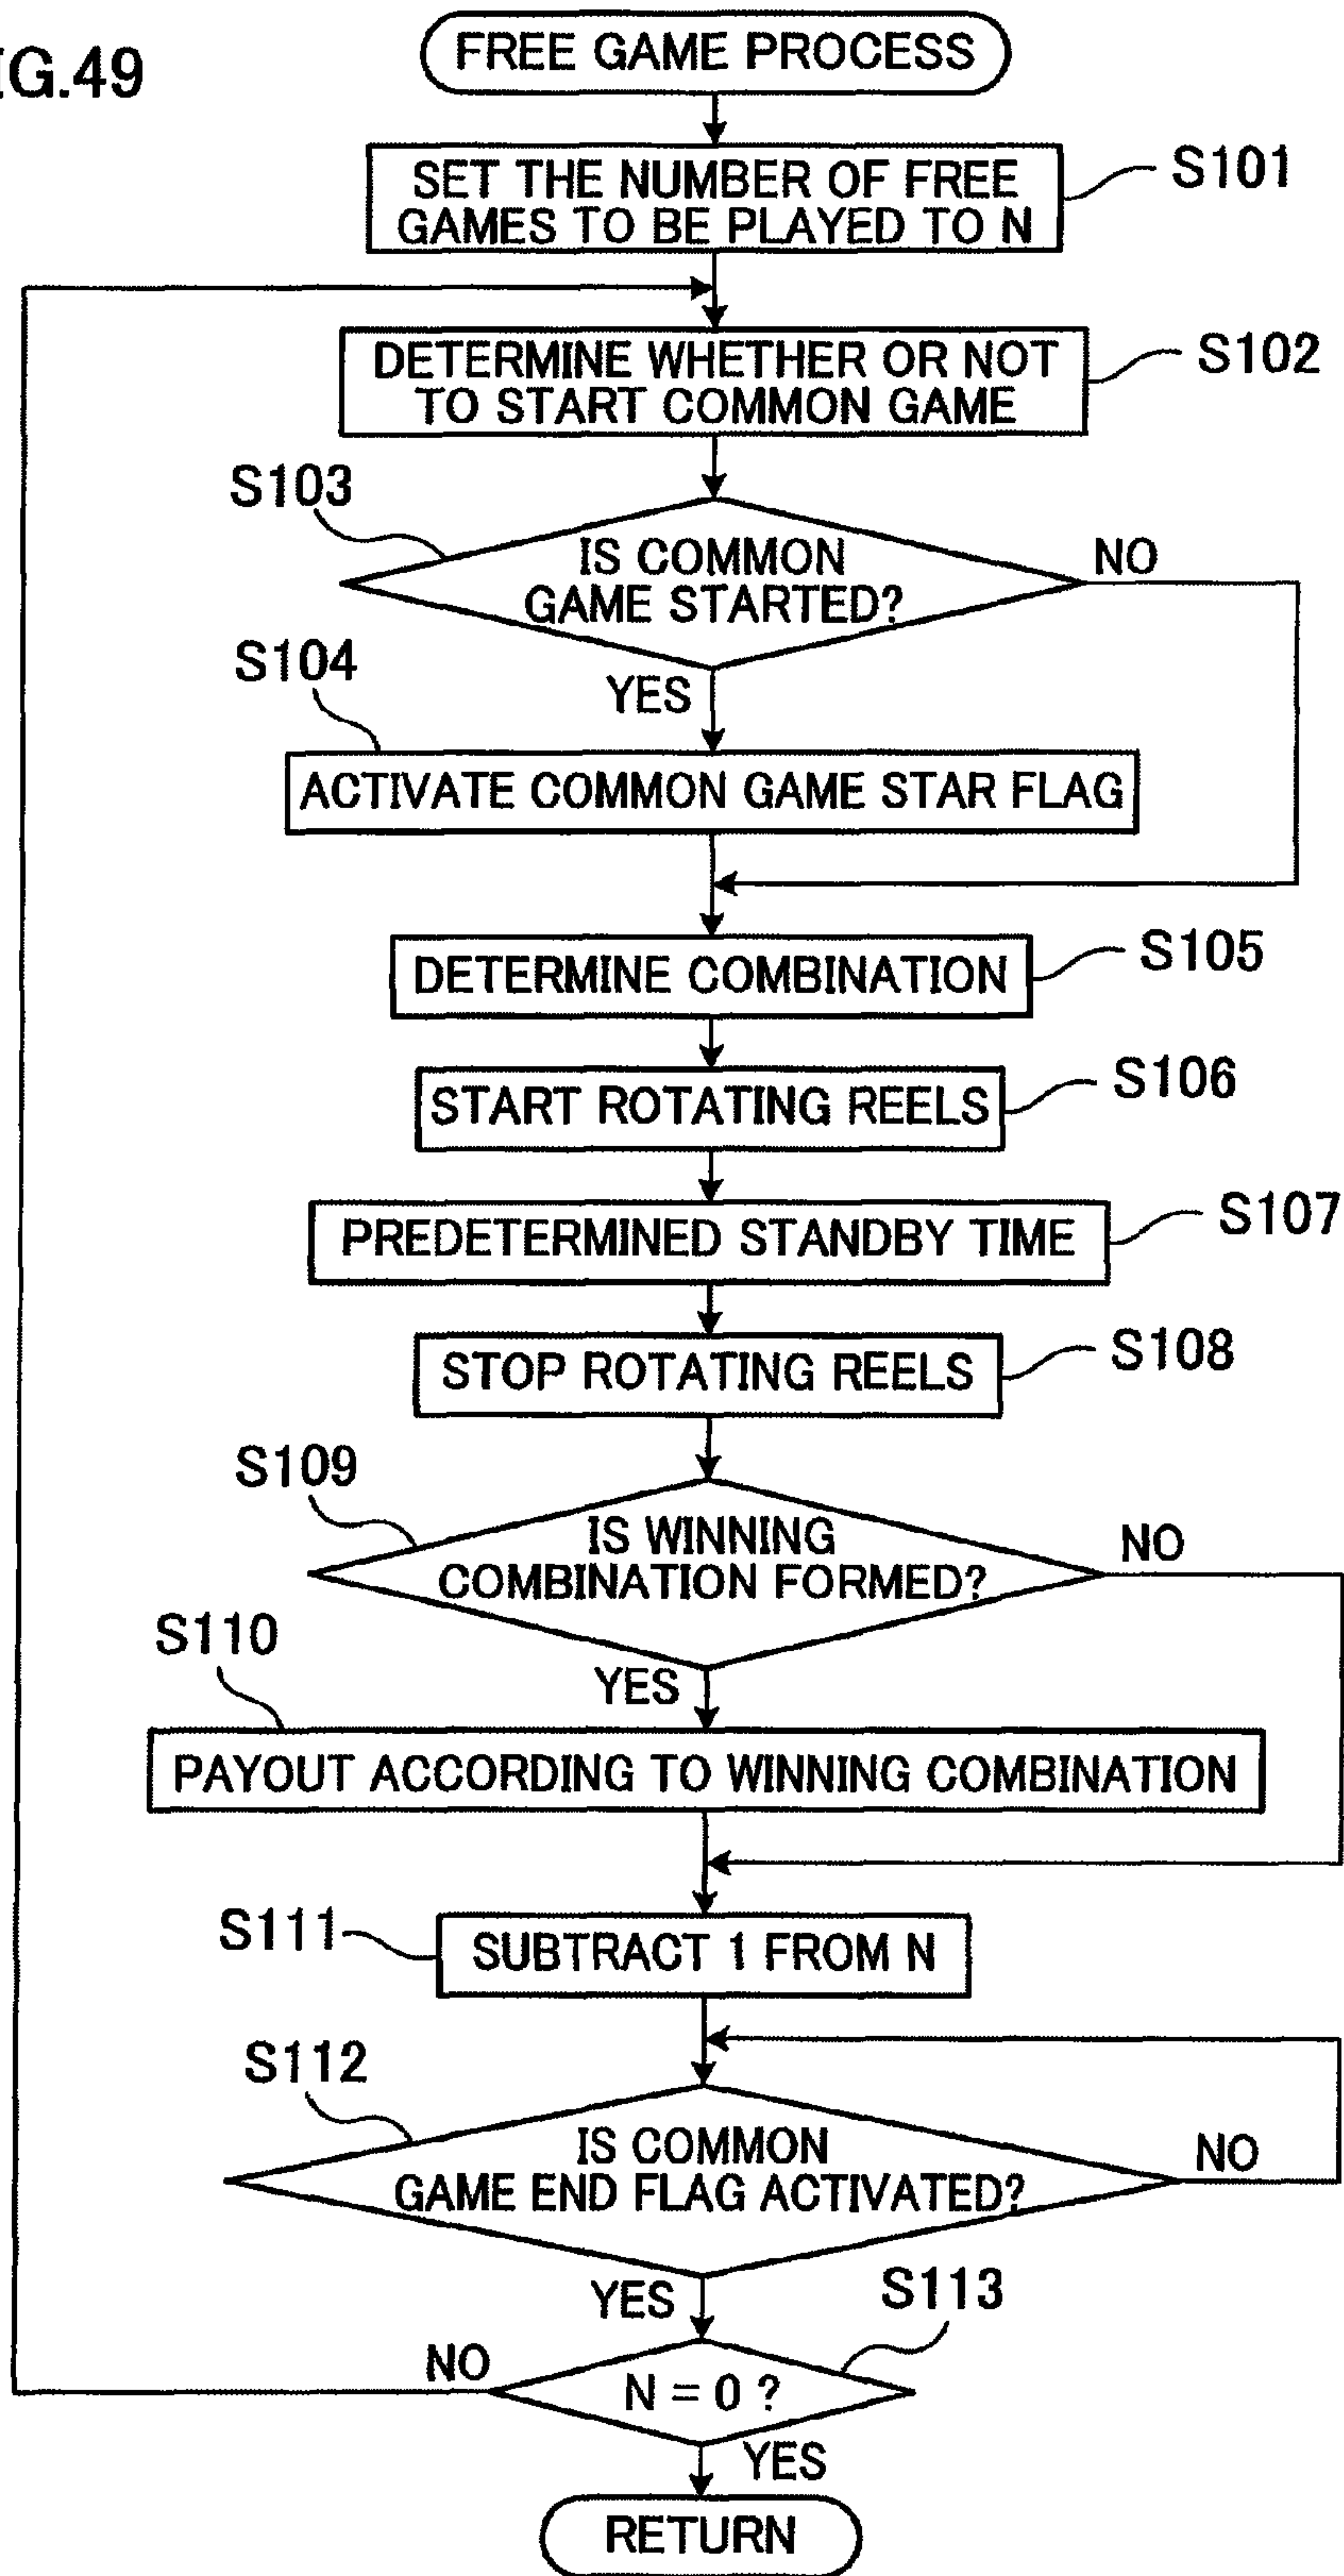 IG.49
FREE GAME PROCESS
SET THE NUMBER OF FREE
GAMES TO BE PLAYED TO N
S101
DETERMINE WHETHER OR NOT
TO START COMMON GAME
S102
S103
IS COMMON
GAME STARTED?
NO
YES
S104
ACTIVATE COMMON GAME STAR FLAG
DETERMINE COMBINATION
S105
START ROTATING REELS
S106
PREDETERMINED STANDBY TIME
S107
STOP ROTATING REELS
S108
S109
IS WINNING
COMBINATION FORMED?
NO
YES
S110
PAYOUT ACCORDING TO WINNING COMBINATION
S111
SUBTRACT 1 FROM N
S112
IS COMMON
GAME END FLAG ACTIVATED?
NO
YES
S113
N = 0 ?
NO
YES
RETURN